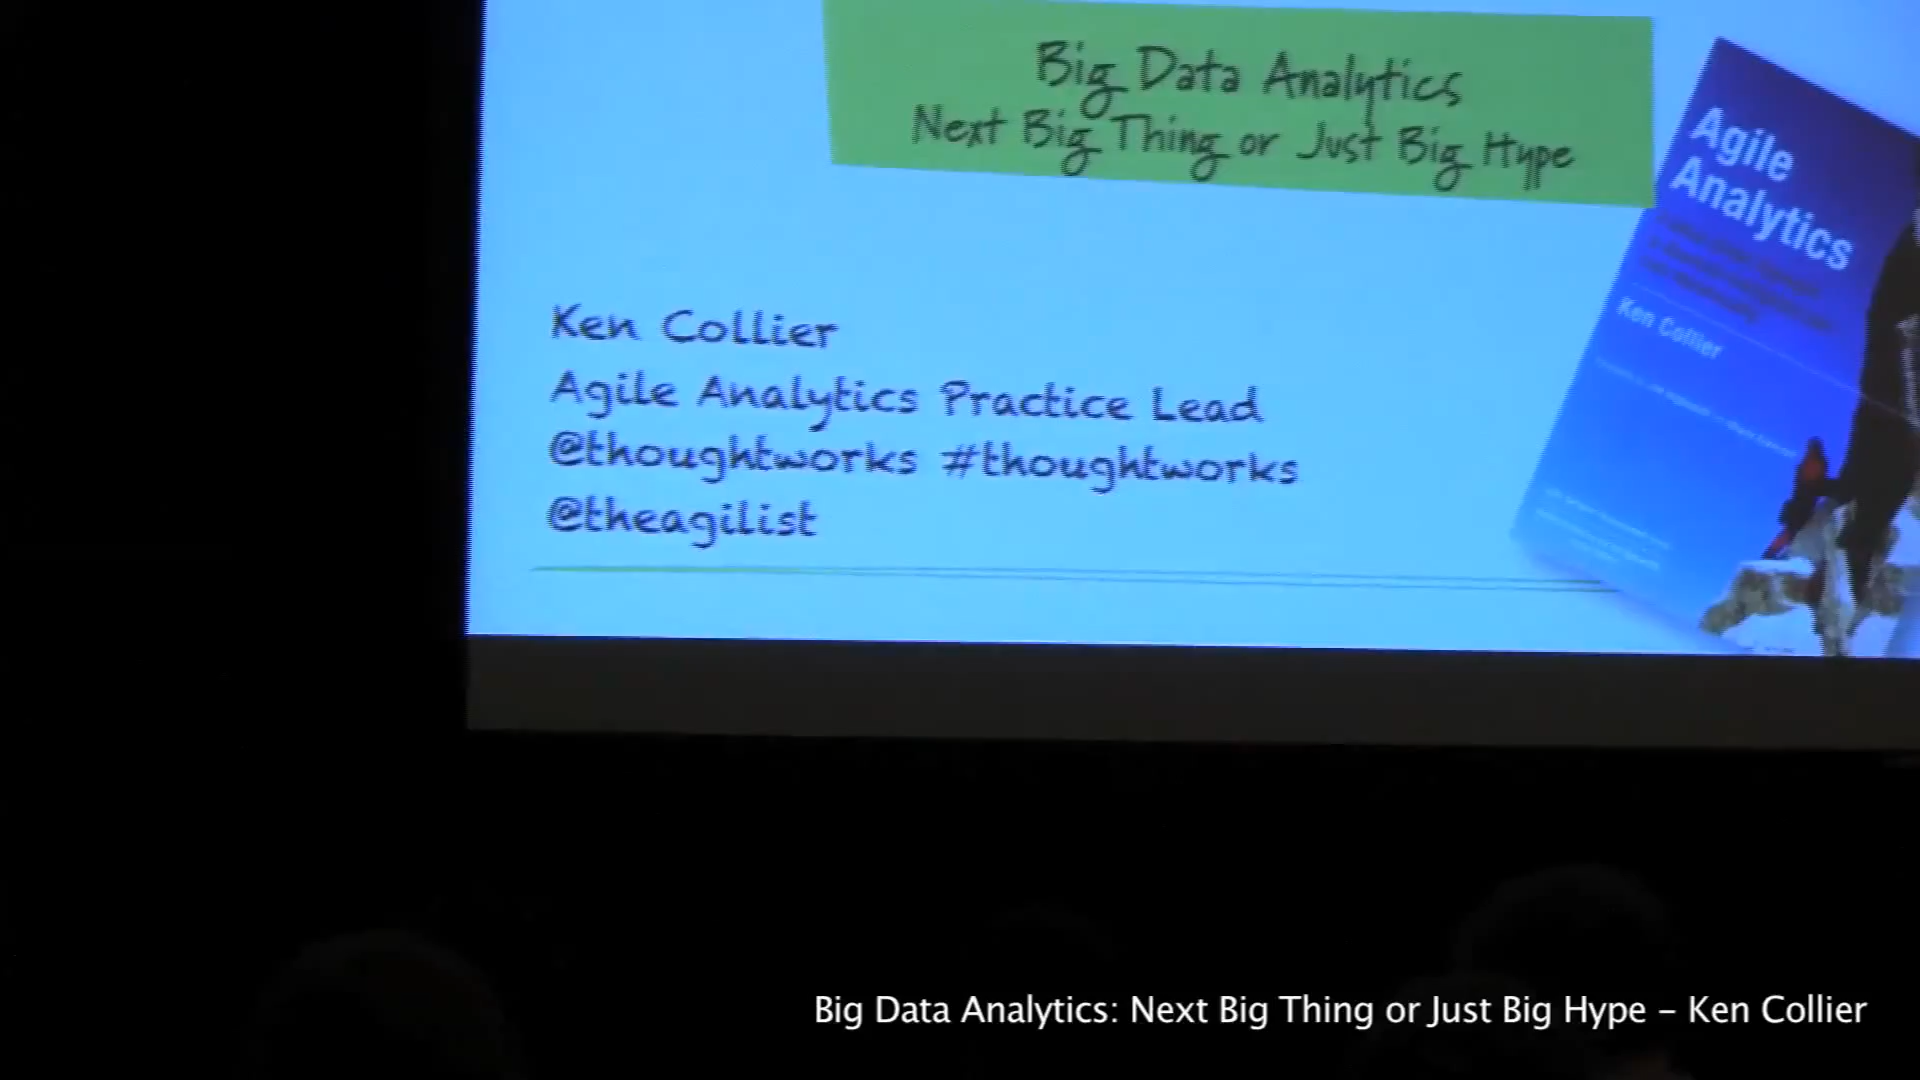 Big Data Analytics
Next Big Thing or Just Big Hype
Agile
Analytics
Ken Collier
Ken Collier
Agile Analytics Practice Lead
@thoughtworks #thoughtworks
@theagilist
Big Data Analytics: Next Big Thing or Just Big Hype – Ken Collier